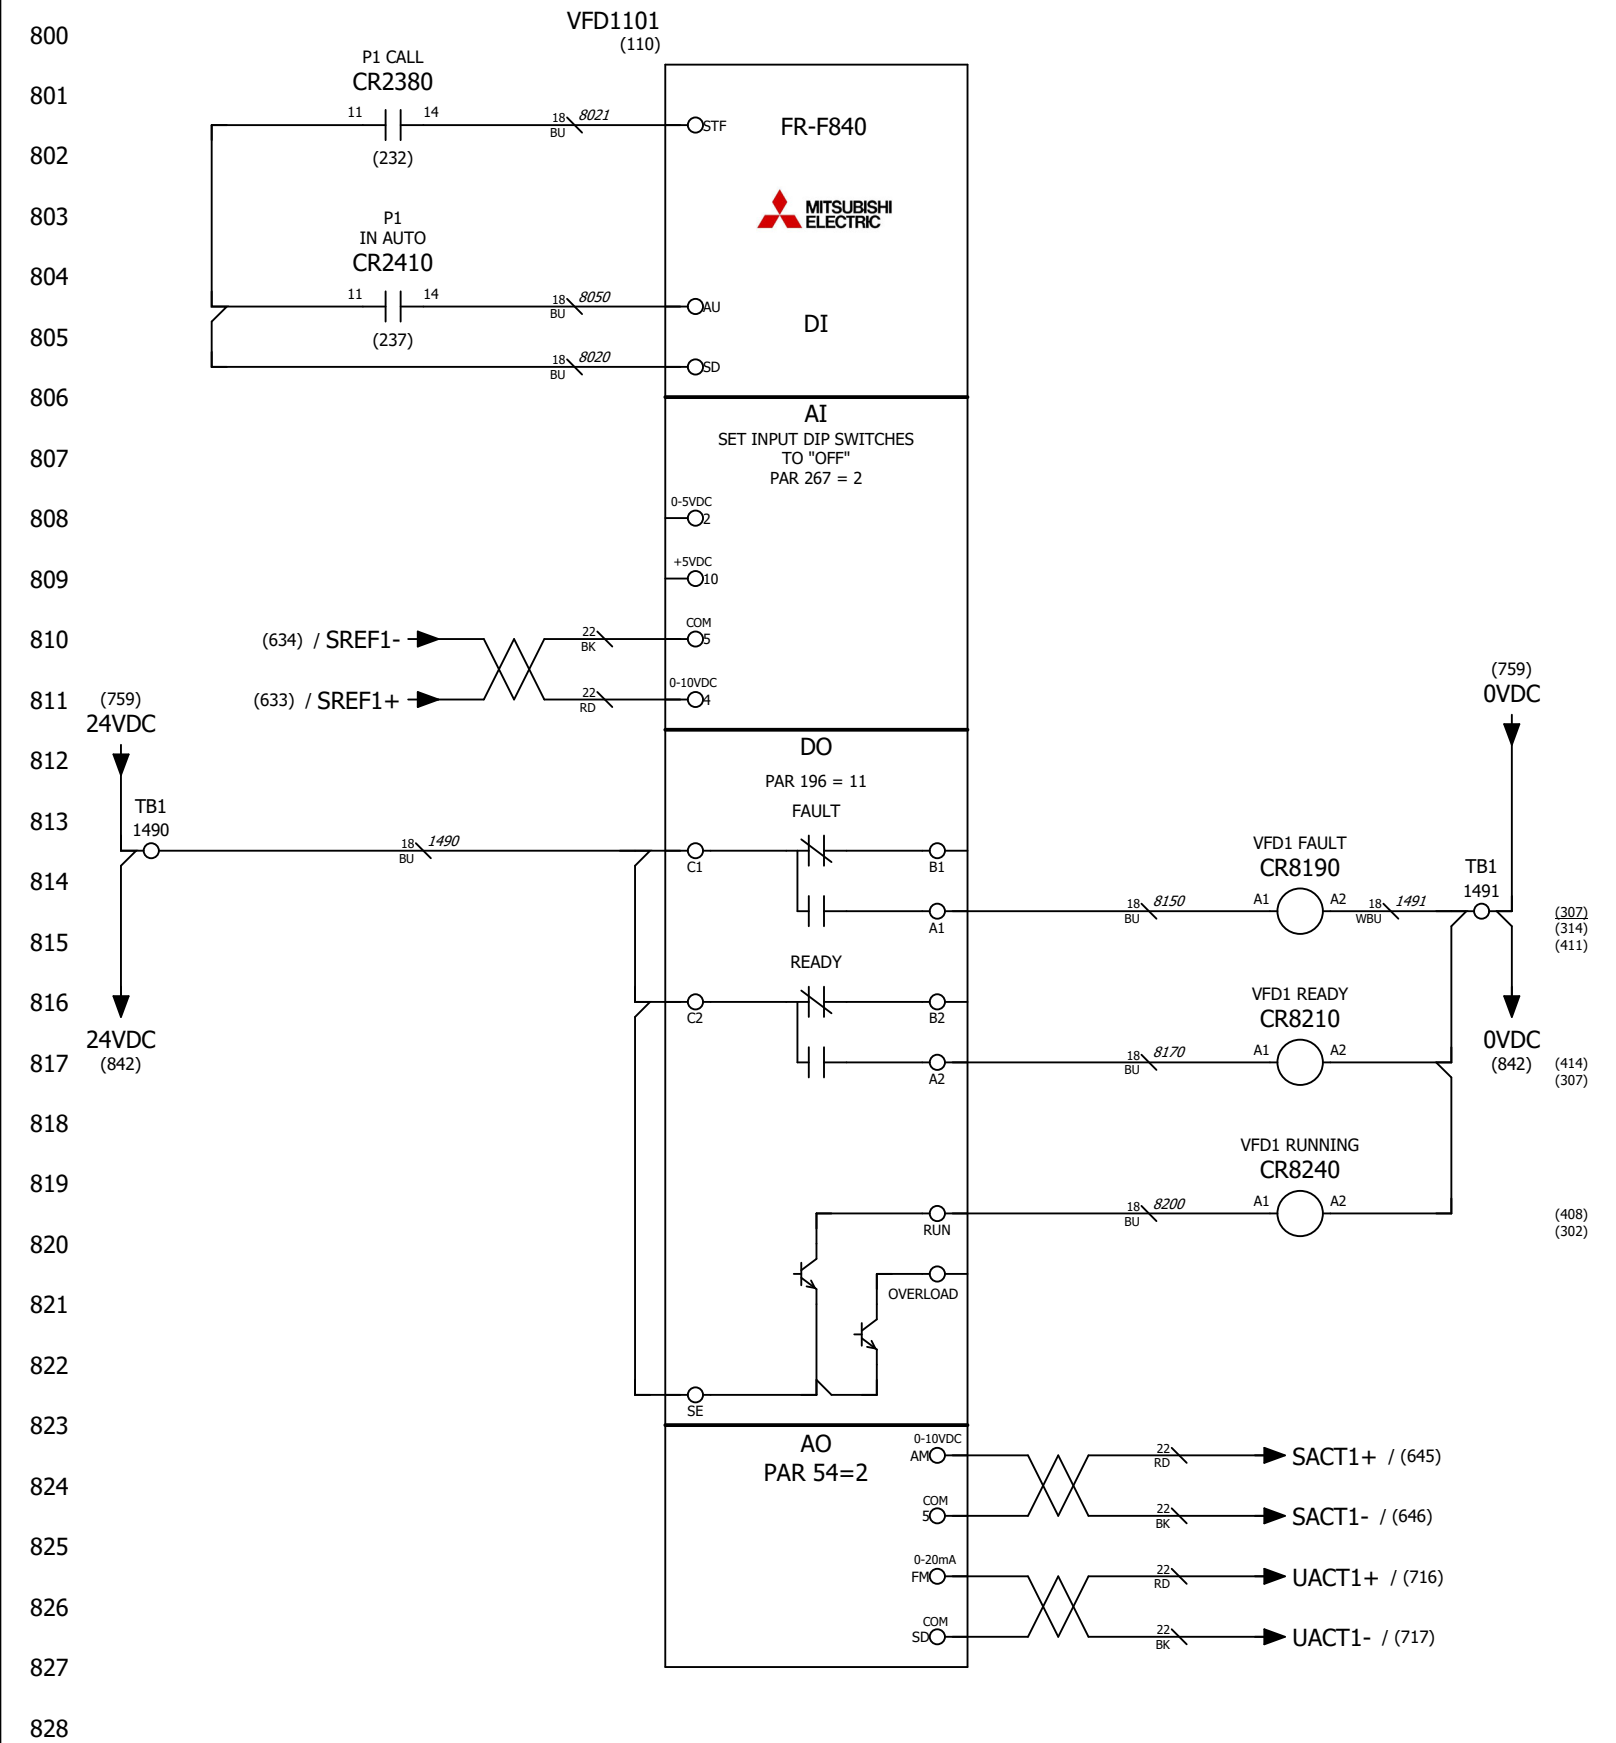 800
VFD1101
(110)
P1 CALL
CR2380
801
11
14
18
8021
BU
STF
FR-F840
802
(232)
803
MITSUBISHI
ELECTRIC
P1
IN AUTO
CR2410
804
11
14
18
8050
BU
AU
DI
805
(237)
18
8020
BU
SD
806
AI
SET INPUT DIP SWITCHES
TO "OFF"
PAR 267 = 2
807
0-5VDC
808
2
+5VDC
809
10
COM
810
(634) / SREF1-
22
BK
5
0-10VDC
811
(633) / SREF1+
22
RD
4
(759)
24VDC
(759)
0VDC
812
DO
PAR 196 = 11
813
TB1
1490
FAULT
18
1490
BU
C1
B1
VFD1 FAULT
CR8190
TB1
1491
814
A1
18
8150
BU
A1
A2
18
1491
WBU
(307)
(314)
(411)
815
READY
816
C2
B2
VFD1 READY
CR8210
24VDC
(842)
0VDC
(842)
817
A2
18
8170
BU
A1
A2
(414)
(307)
818
VFD1 RUNNING
CR8240
819
18
8200
BU
A1
A2
(408)
(302)
820
RUN
821
OVERLOAD
822
SE
823
AO
PAR 54=2
0-10VDC
AM
22
RD
SACT1+ / (645)
824
COM
5
22
BK
SACT1- / (646)
825
0-20mA
FM
22
RD
UACT1+ / (716)
826
COM
SD
22
BK
UACT1- / (717)
827
828